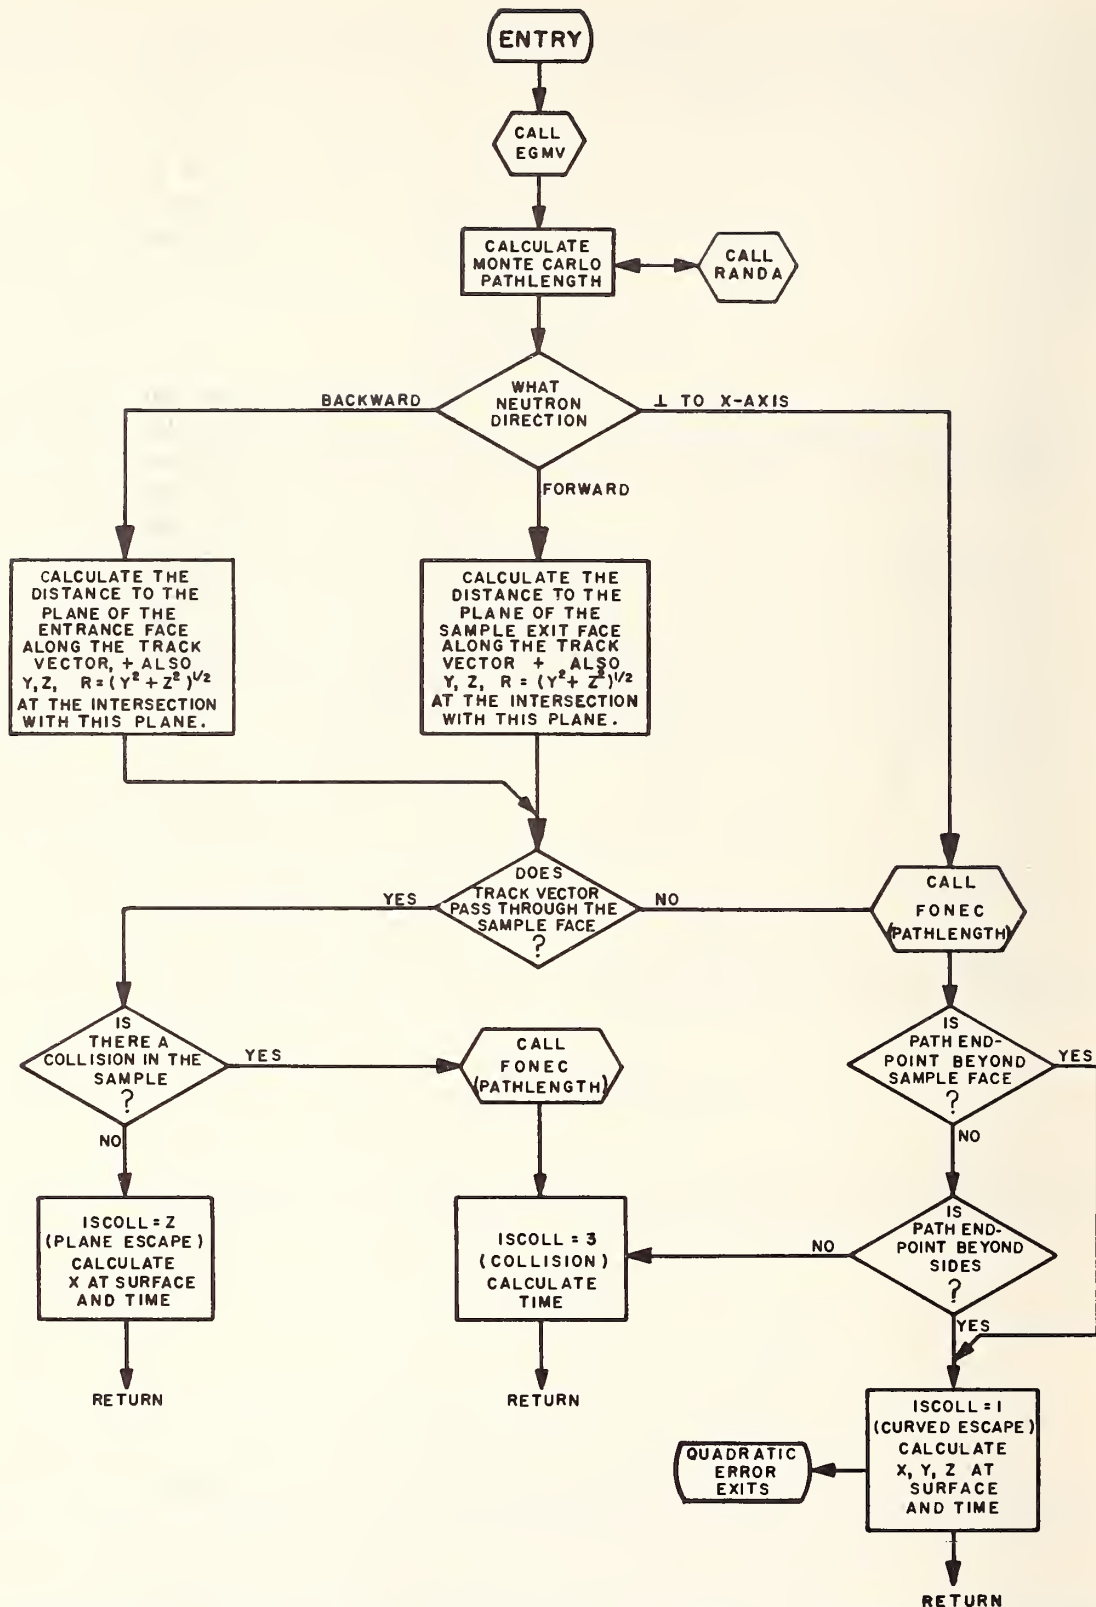 ENTRY
CALL
EGMV
CALCULATE
MONTE CARLO
PATHLENGTH
CALL
RANDA
WHAT
NEUTRON
DIRECTION
BACKWARD
⊥ TO X-AXIS
FORWARD
CALCULATE THE
DISTANCE TO THE
PLANE OF THE
ENTRANCE FACE
ALONG THE TRACK
VECTOR, + ALSO
Y, Z, R = (Y² + Z²)^1/2
AT THE INTERSECTION
WITH THIS PLANE.
CALCULATE THE
DISTANCE TO THE
PLANE OF THE
SAMPLE EXIT FACE
ALONG THE TRACK
VECTOR + ALSO
Y, Z, R = (Y² + Z²)^1/2
AT THE INTERSECTION
WITH THIS PLANE.
DOES
TRACK VECTOR
PASS THROUGH THE
SAMPLE FACE
?
YES
NO
CALL
FONEC
(PATHLENGTH)
IS
THERE A
COLLISION IN THE
SAMPLE
?
YES
NO
CALL
FONEC
(PATHLENGTH)
IS
PATH END-
POINT BEYOND
SAMPLE FACE
?
YES
NO
ISCOLL = Z
(PLANE ESCAPE)
CALCULATE
X AT SURFACE
AND TIME
RETURN
ISCOLL = 3
(COLLISION)
CALCULATE
TIME
RETURN
IS
PATH END-
POINT BEYOND
SIDES
?
NO
YES
ISCOLL = 1
(CURVED ESCAPE)
CALCULATE
X, Y, Z AT
SURFACE
AND TIME
QUADRATIC
ERROR
EXITS
RETURN